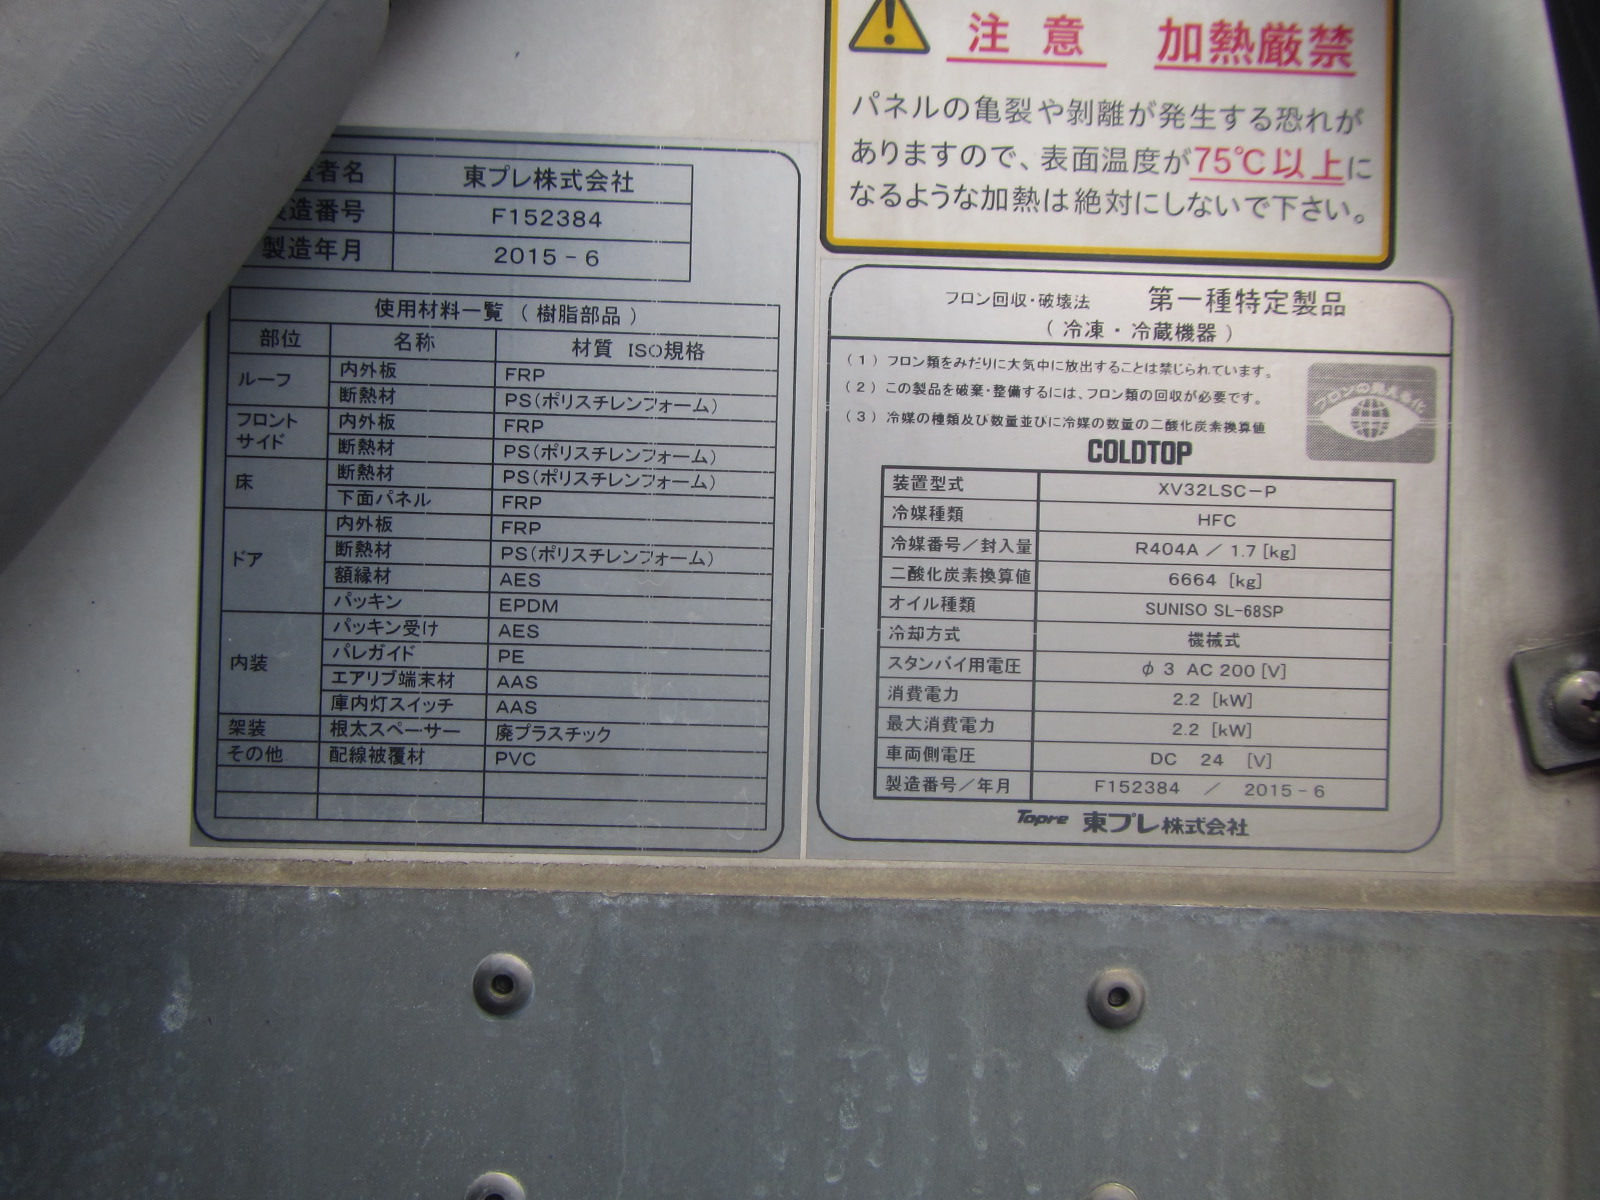 注意 加熱厳禁
パネルの亀裂や剥離が発生する恐れが
ありますので、表面温度が75℃以上に
なるような加熱は絶対にしないで下さい。
者名 東プレ株式会社
造番号 F152384
製造年月 2015-6
使用材料一覧（樹脂部品）
部位 名称 材質 ISO規格
ルーフ 内外板 FRP
断熱材 PS(ポリスチレンフォーム)
フロント
サイド 内外板 FRP
断熱材 PS(ポリスチレンフォーム)
床 断熱材 PS(ポリスチレンフォーム)
下面パネル FRP
ドア 内外板 FRP
断熱材 PS(ポリスチレンフォーム)
額縁材 AES
パッキン EPDM
内装 パッキン受け AES
パレガイド PE
エアリブ端末材 AAS
庫内灯スイッチ AAS
架装 根太スペーサー 廃プラスチック
その他 配線被覆材 PVC
フロン回収・破壊法 第一種特定製品
（冷凍・冷蔵機器）
(1) フロン類をみだりに大気中に放出することは禁じられています。
(2) この製品を破棄・整備するには、フロン類の回収が必要です。
(3) 冷媒の種類及び数量並びに冷媒の数量の二酸化炭素換算値
フロンの見える化
COLDTOP
装置型式 XV32LSC-P
冷媒種類 HFC
冷媒番号／封入量 R404A ／ 1.7 [kg]
二酸化炭素換算値 6664 [kg]
オイル種類 SUNISO SL-68SP
冷却方式 機械式
スタンバイ用電圧 φ 3 AC 200 [V]
消費電力 2.2 [kW]
最大消費電力 2.2 [kW]
車両側電圧 DC 24 [V]
製造番号／年月 F152384 ／ 2015-6
Topre 東プレ株式会社